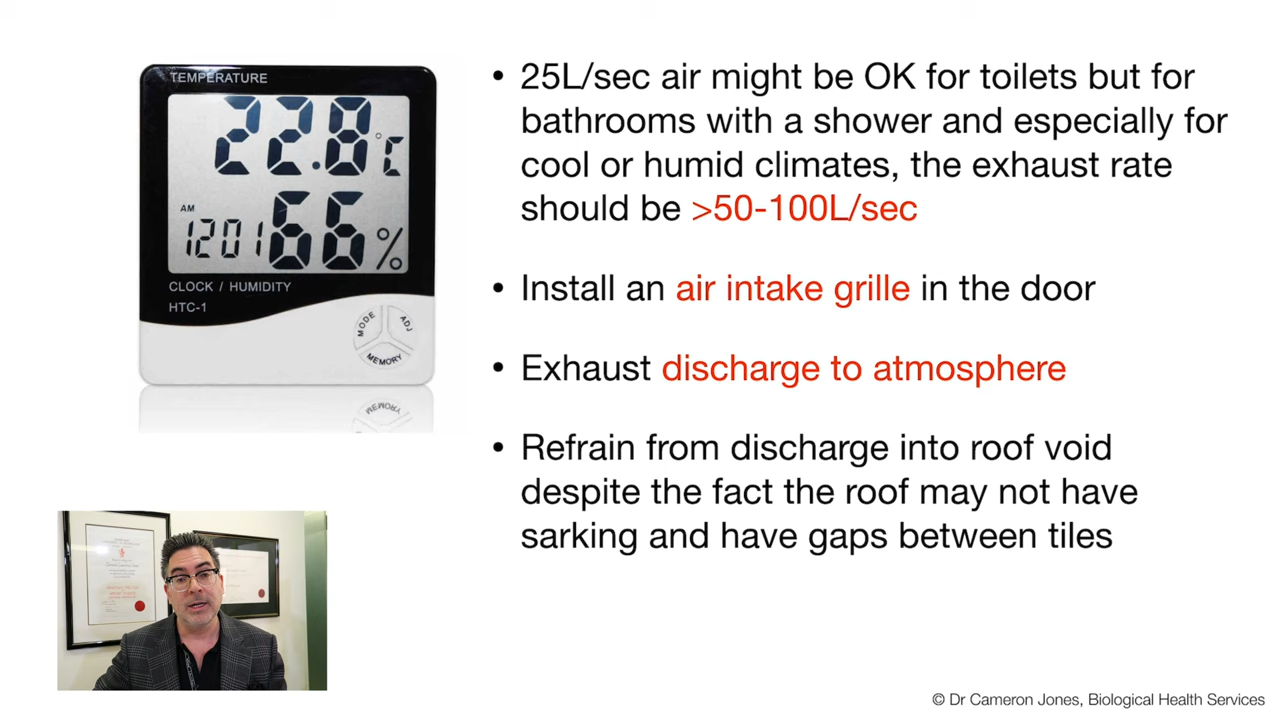 TEMPERATURE
22.8°C
AM
1201
66%
CLOCK / HUMIDITY
HTC-1
MODE
ADJ
MEMORY
• 25L/sec air might be OK for toilets but for
bathrooms with a shower and especially for
cool or humid climates, the exhaust rate
should be >50-100L/sec
• Install an air intake grille in the door
• Exhaust discharge to atmosphere
• Refrain from discharge into roof void
despite the fact the roof may not have
sarking and have gaps between tiles
© Dr Cameron Jones, Biological Health Services